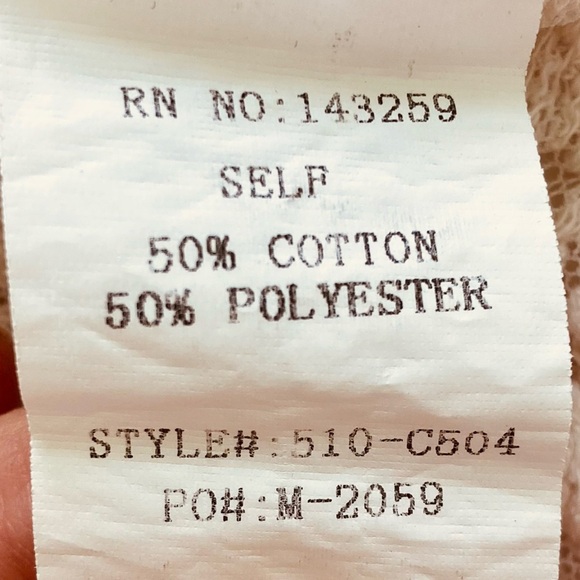 RN NO:143259
SELF
50% COTTON
50% POLYESTER
STYLE#:510-C504
PO#:M-2059